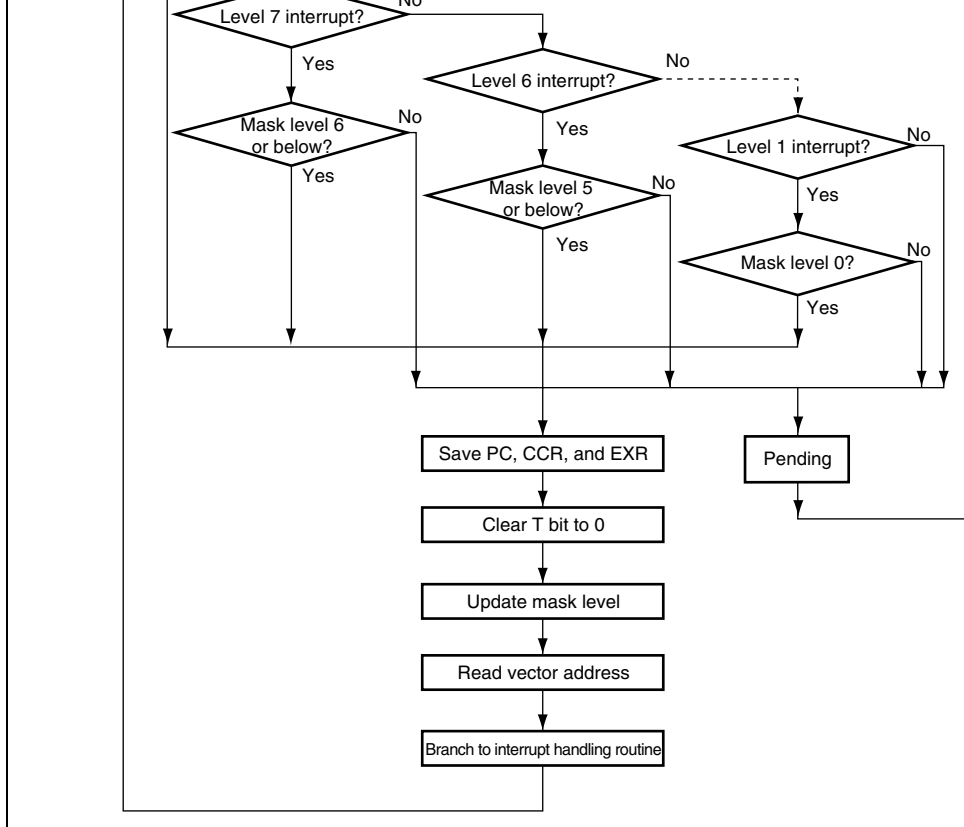 No
Level 7 interrupt?
Yes
No
Level 6 interrupt?
Mask level 6
or below?
No
Yes
Yes
Level 1 interrupt?
No
Mask level 5
or below?
No
Yes
Yes
Mask level 0?
No
Yes
Save PC, CCR, and EXR
Pending
Clear T bit to 0
Update mask level
Read vector address
Branch to interrupt handling routine